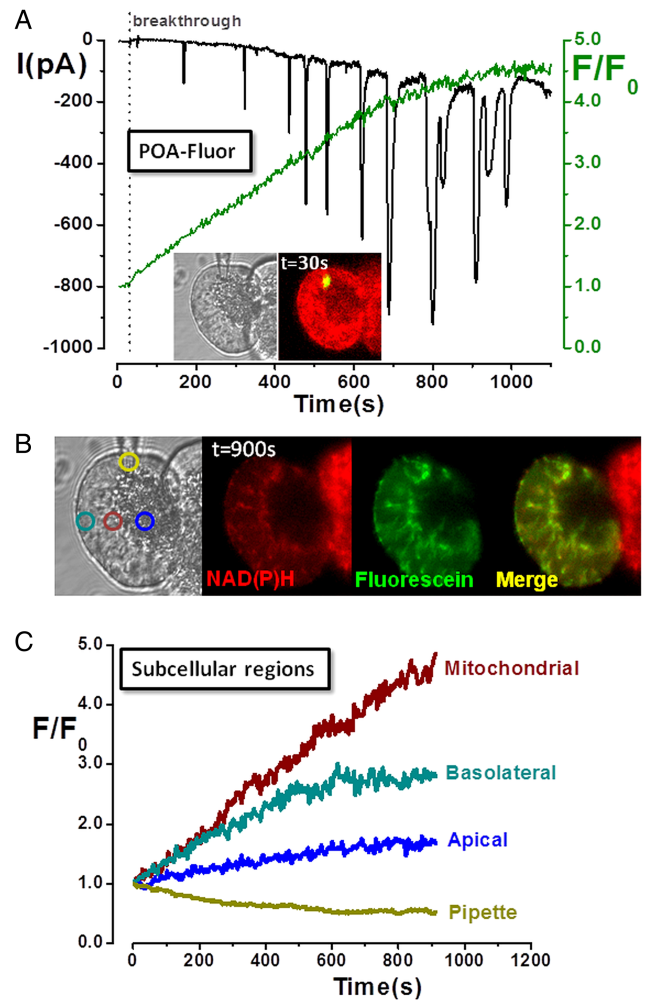 A
breakthrough
I(pA)
F/F0
0
-200
-400
-600
-800
-1000
5.0
4.0
3.0
2.0
1.0
0.0
POA-Fluor
t=30s
0 200 400 600 800 1000
Time(s)
B
t=900s
NAD(P)H
Fluorescein
Merge
C
5.0
4.0
3.0
2.0
1.0
0.0
F/F0
Subcellular regions
Mitochondrial
Basolateral
Apical
Pipette
0 200 400 600 800 1000 1200
Time(s)